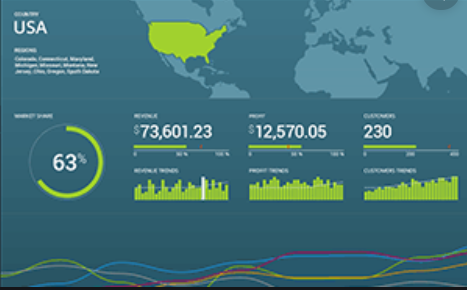 COUNTRY
USA
REGIONS
Colorado, Connecticut, Maryland,
Michigan, Missouri, Montana, New
Jersey, Ohio, Oregon, South Dakota
MARKET SHARE
63%
REVENUE
$73,601.23
0 50 % 100 %
REVENUE TRENDS
PROFIT
$12,570.05
0 50 % 100 %
PROFIT TRENDS
CUSTOMERS
230
0 200 400
CUSTOMERS TRENDS